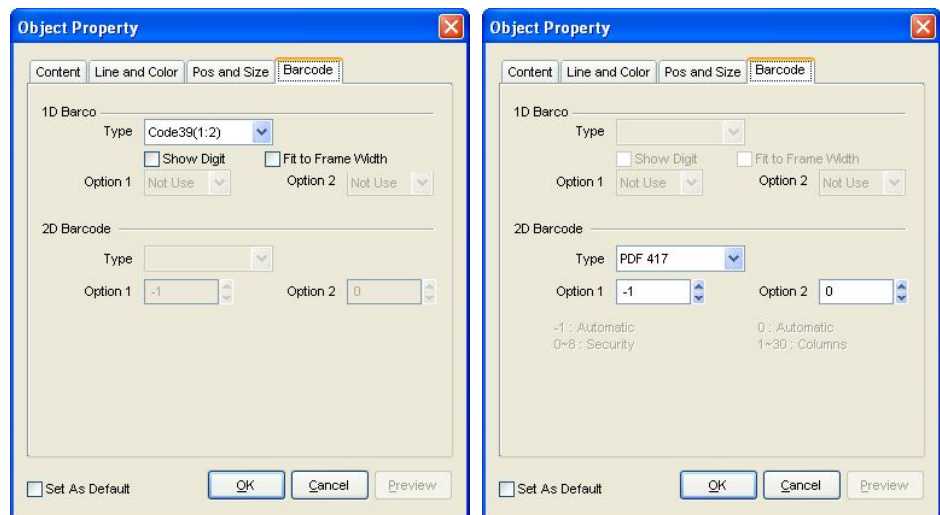 Object Property
Content Line and Color Pos and Size Barcode
1D Barco
Type Code39(1:2)
Show Digit Fit to Frame Width
Option 1 Not Use Option 2 Not Use
2D Barcode
Type
Option 1 -1 Option 2 0
Set As Default OK Cancel Preview
Object Property
Content Line and Color Pos and Size Barcode
1D Barco
Type
Show Digit Fit to Frame Width
Option 1 Not Use Option 2 Not Use
2D Barcode
Type PDF 417
Option 1 -1 Option 2 0
-1 : Automatic 0 : Automatic
0~8 : Security 1~30 : Columns
Set As Default OK Cancel Preview